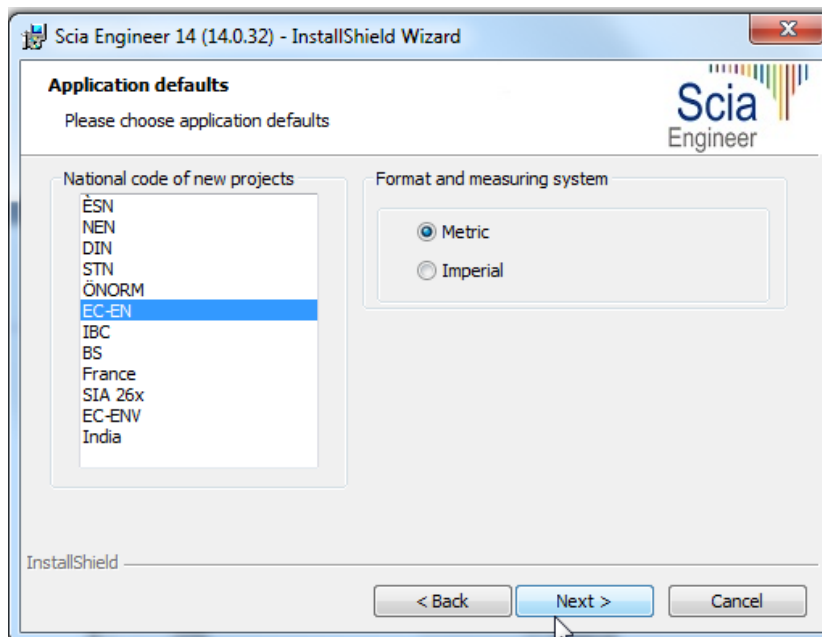 Scia Engineer 14 (14.0.32) - InstallShield Wizard
Application defaults
Please choose application defaults
Scia
Engineer
National code of new projects
ÈSN
NEN
DIN
STN
ÖNORM
EC-EN
IBC
BS
France
SIA 26x
EC-ENV
India
Format and measuring system
Metric
Imperial
InstallShield
< Back
Next >
Cancel